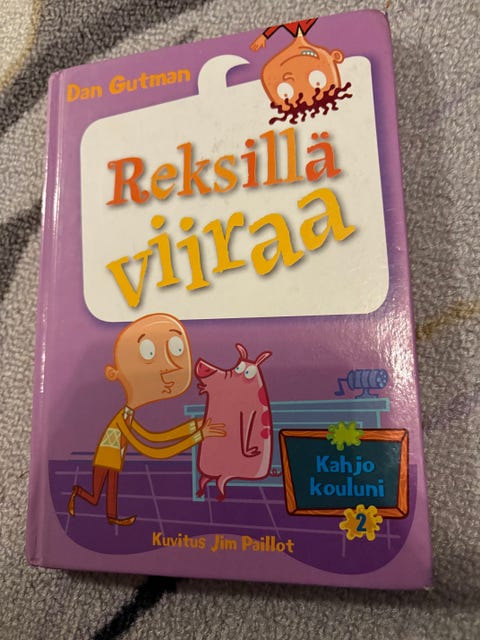 Dan Gutman
Reksillä
viiraa
Kahjo
kouluni
2
Kuvitus Jim Paillot